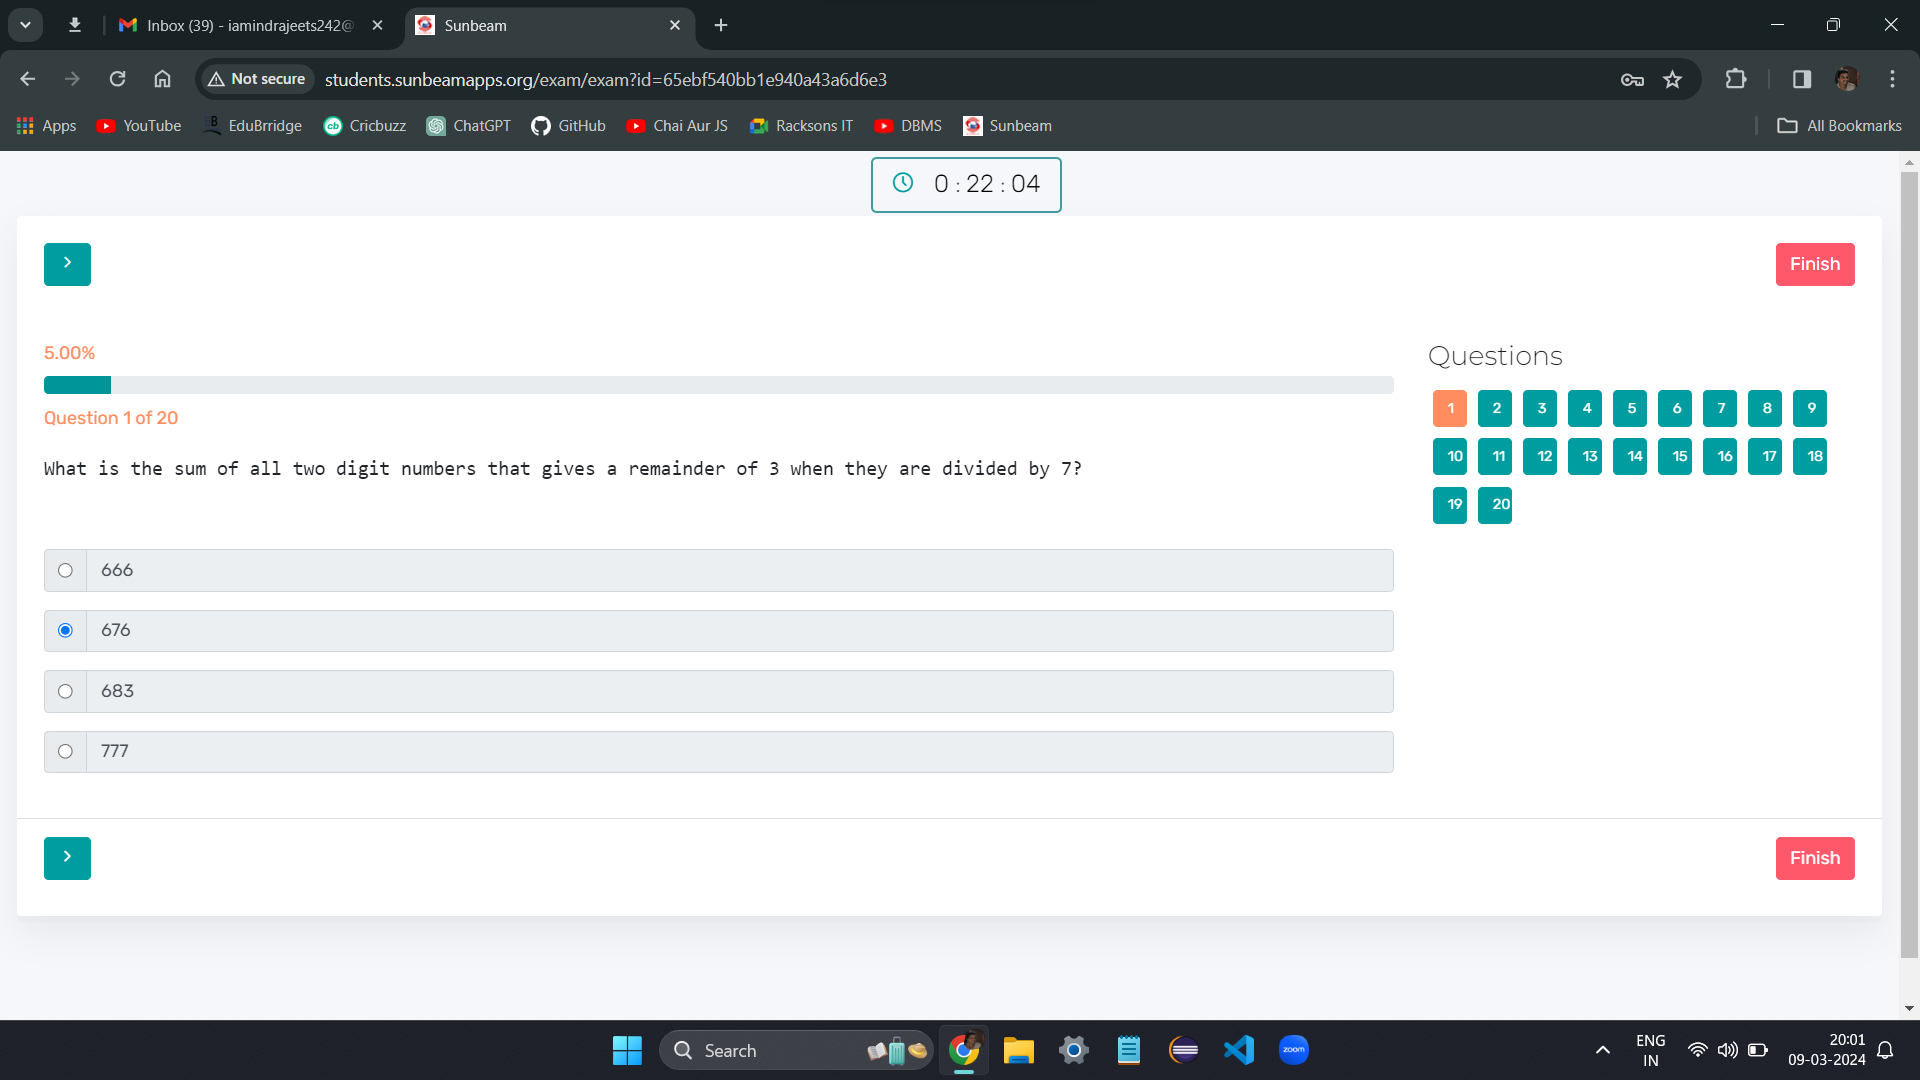 Inbox (39) - iamindrajeets242@
Sunbeam
Not secure
students.sunbeamapps.org/exam/exam?id=65ebf540bb1e940a43a6d6e3
Apps
YouTube
EduBrridge
Cricbuzz
ChatGPT
GitHub
Chai Aur JS
Racksons IT
DBMS
Sunbeam
All Bookmarks
0 : 22 : 04
Finish
5.00%
Question 1 of 20
What is the sum of all two digit numbers that gives a remainder of 3 when they are divided by 7?
666
676
683
777
Questions
1 2 3 4 5 6 7 8 9
10 11 12 13 14 15 16 17 18
19 20
Finish
Search
zoom
ENG
IN
20:01
09-03-2024